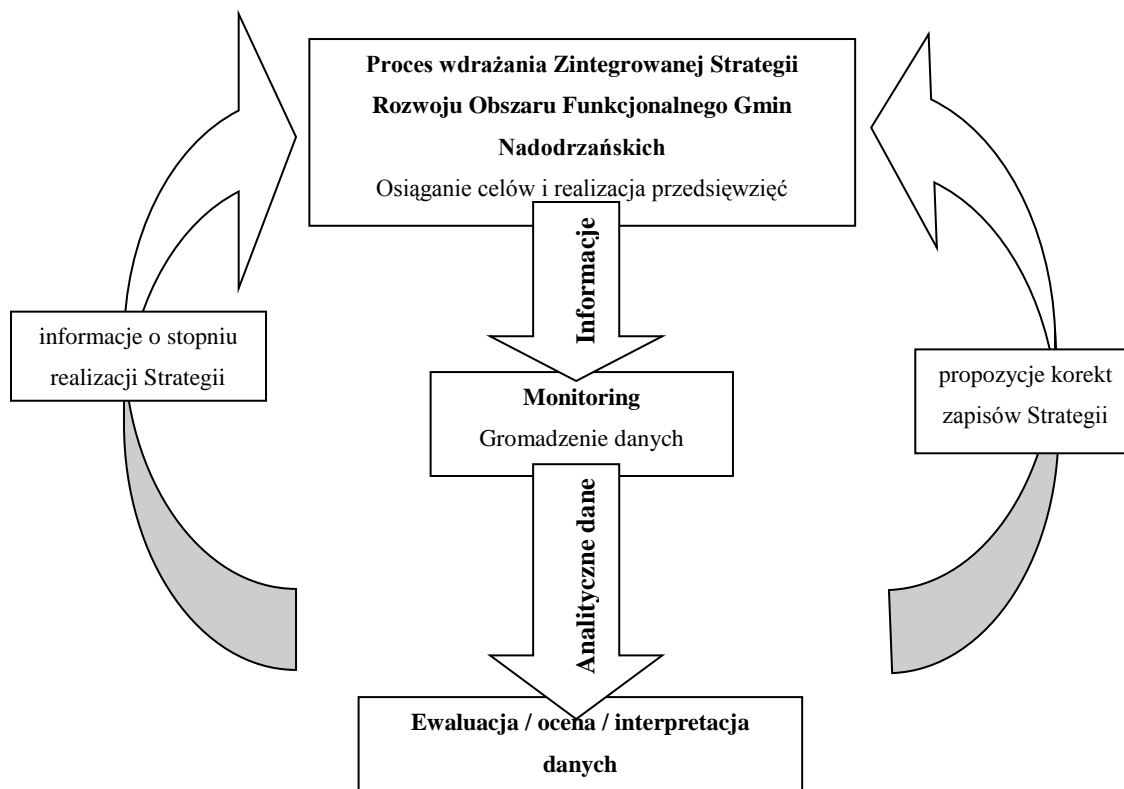 Proces wdrażania Zintegrowanej Strategii
Rozwoju Obszaru Funkcjonalnego Gmin
Nadodrzańskich
Osiąganie celów i realizacja przedsięwzięć
Informacje
informacje o stopniu
realizacji Strategii
propozycje korekt
zapisów Strategii
Monitoring
Gromadzenie danych
Analityczne dane
Ewaluacja / ocena / interpretacja
danych